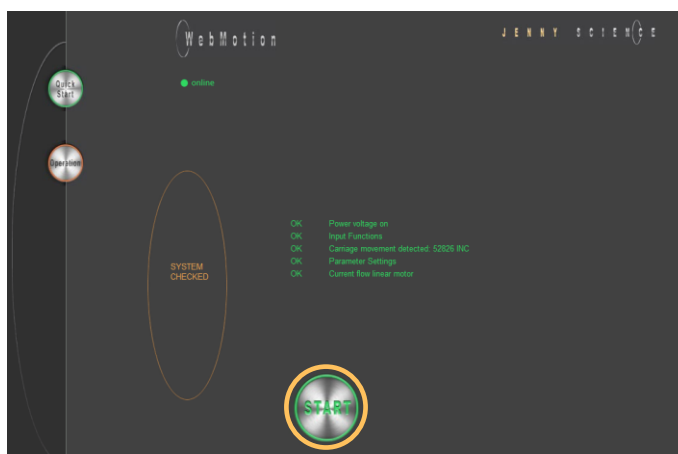 WebMotion
JENNY SCIENCE
Quick
Start
online
Operation
OK Power voltage on
OK Input Functions
OK Carriage movement detected: 52826 INC
OK Parameter Settings
OK Current flow linear motor
SYSTEM
CHECKED
START